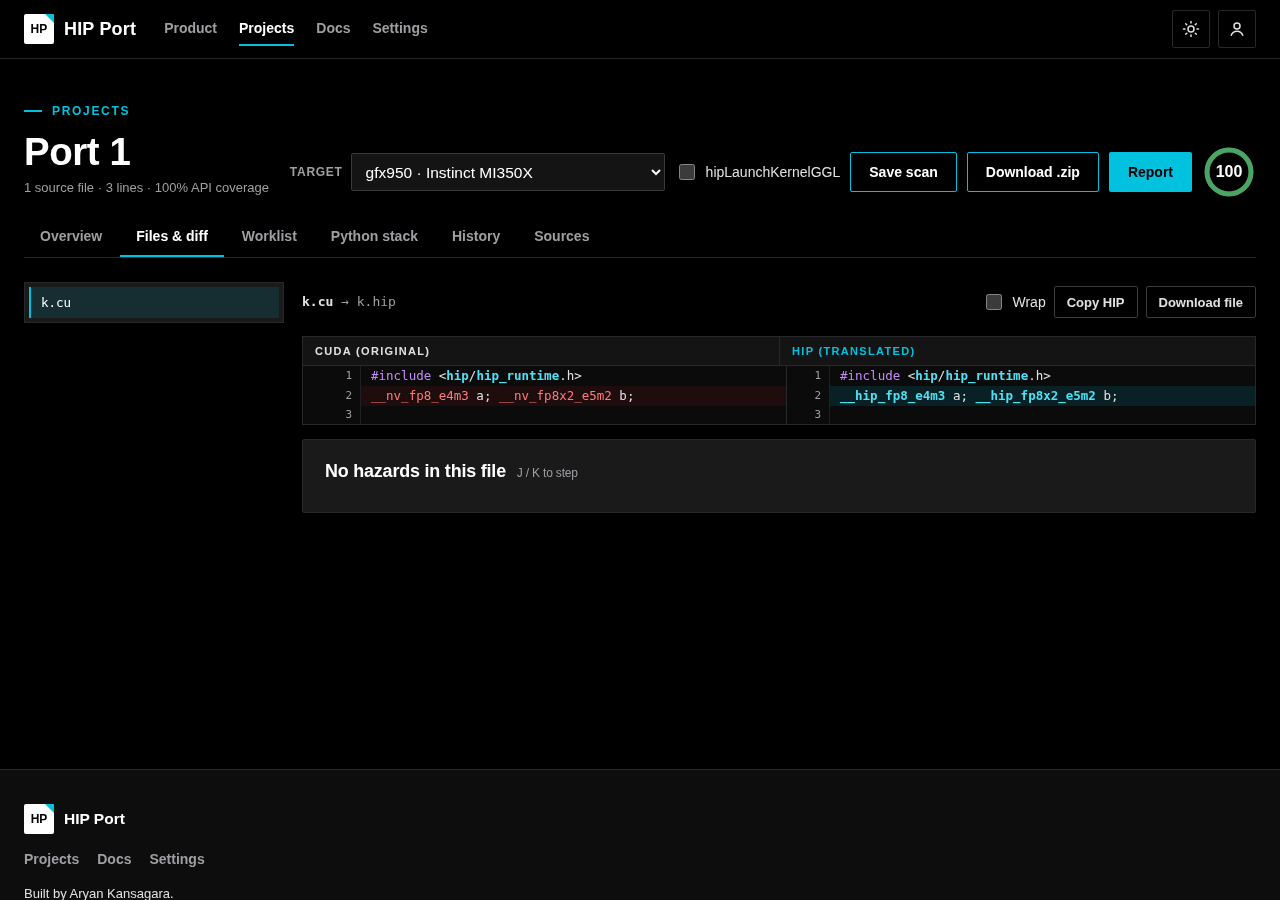 HP HIP Port Product Projects Docs Settings
PROJECTS
Port 1
1 source file · 3 lines · 100% API coverage
TARGET gfx950 · Instinct MI350X hipLaunchKernelGGL Save scan Download .zip Report 100
Overview Files & diff Worklist Python stack History Sources
k.cu
k.cu → k.hip Wrap Copy HIP Download file
CUDA (ORIGINAL) HIP (TRANSLATED)
1 #include <hip/hip_runtime.h> 1 #include <hip/hip_runtime.h>
2 __nv_fp8_e4m3 a; __nv_fp8x2_e5m2 b; 2 __hip_fp8_e4m3 a; __hip_fp8x2_e5m2 b;
3 3
No hazards in this file J / K to step
HP HIP Port
Projects Docs Settings
Built by Aryan Kansagara.